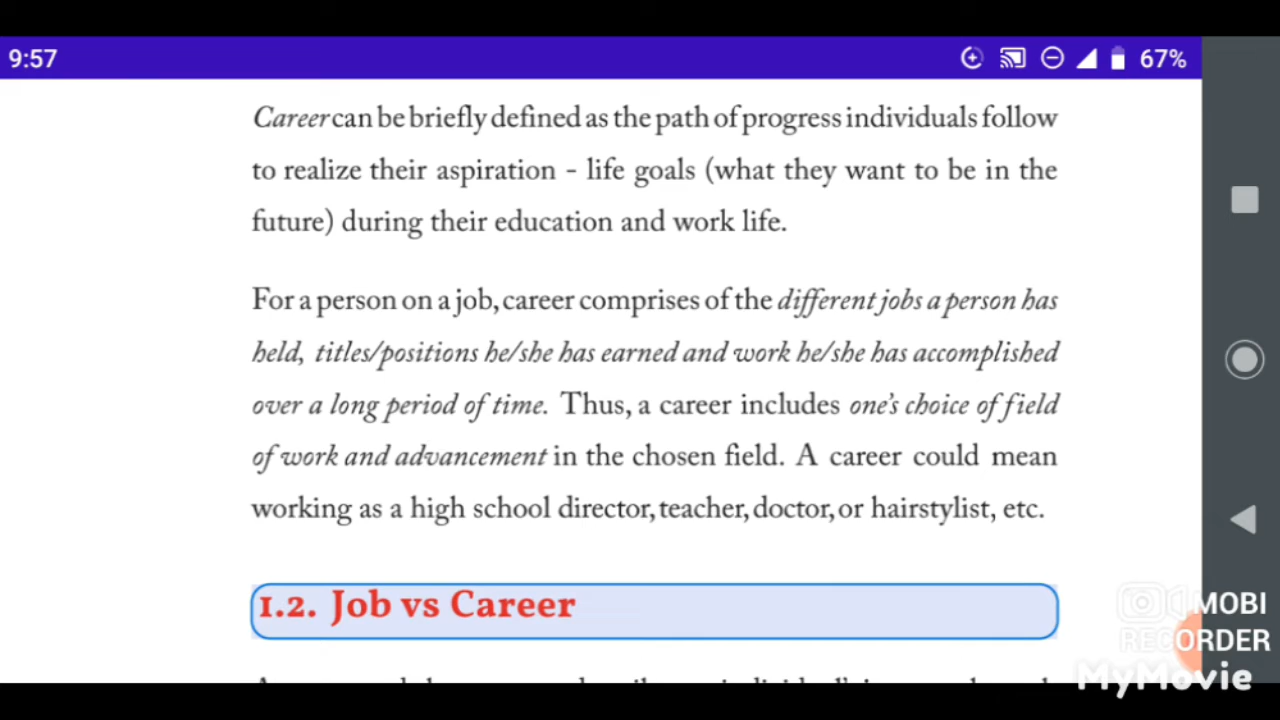 9:57
67%
Career can be briefly defined as the path of progress individuals follow
to realize their aspiration - life goals (what they want to be in the
future) during their education and work life.
For a person on a job, career comprises of the different jobs a person has
held, titles/positions he/she has earned and work he/she has accomplished
over a long period of time. Thus, a career includes one's choice of field
of work and advancement in the chosen field. A career could mean
working as a high school director, teacher, doctor, or hairstylist, etc.
1.2. Job vs Career
MOBI
RECORDER
MyMovie